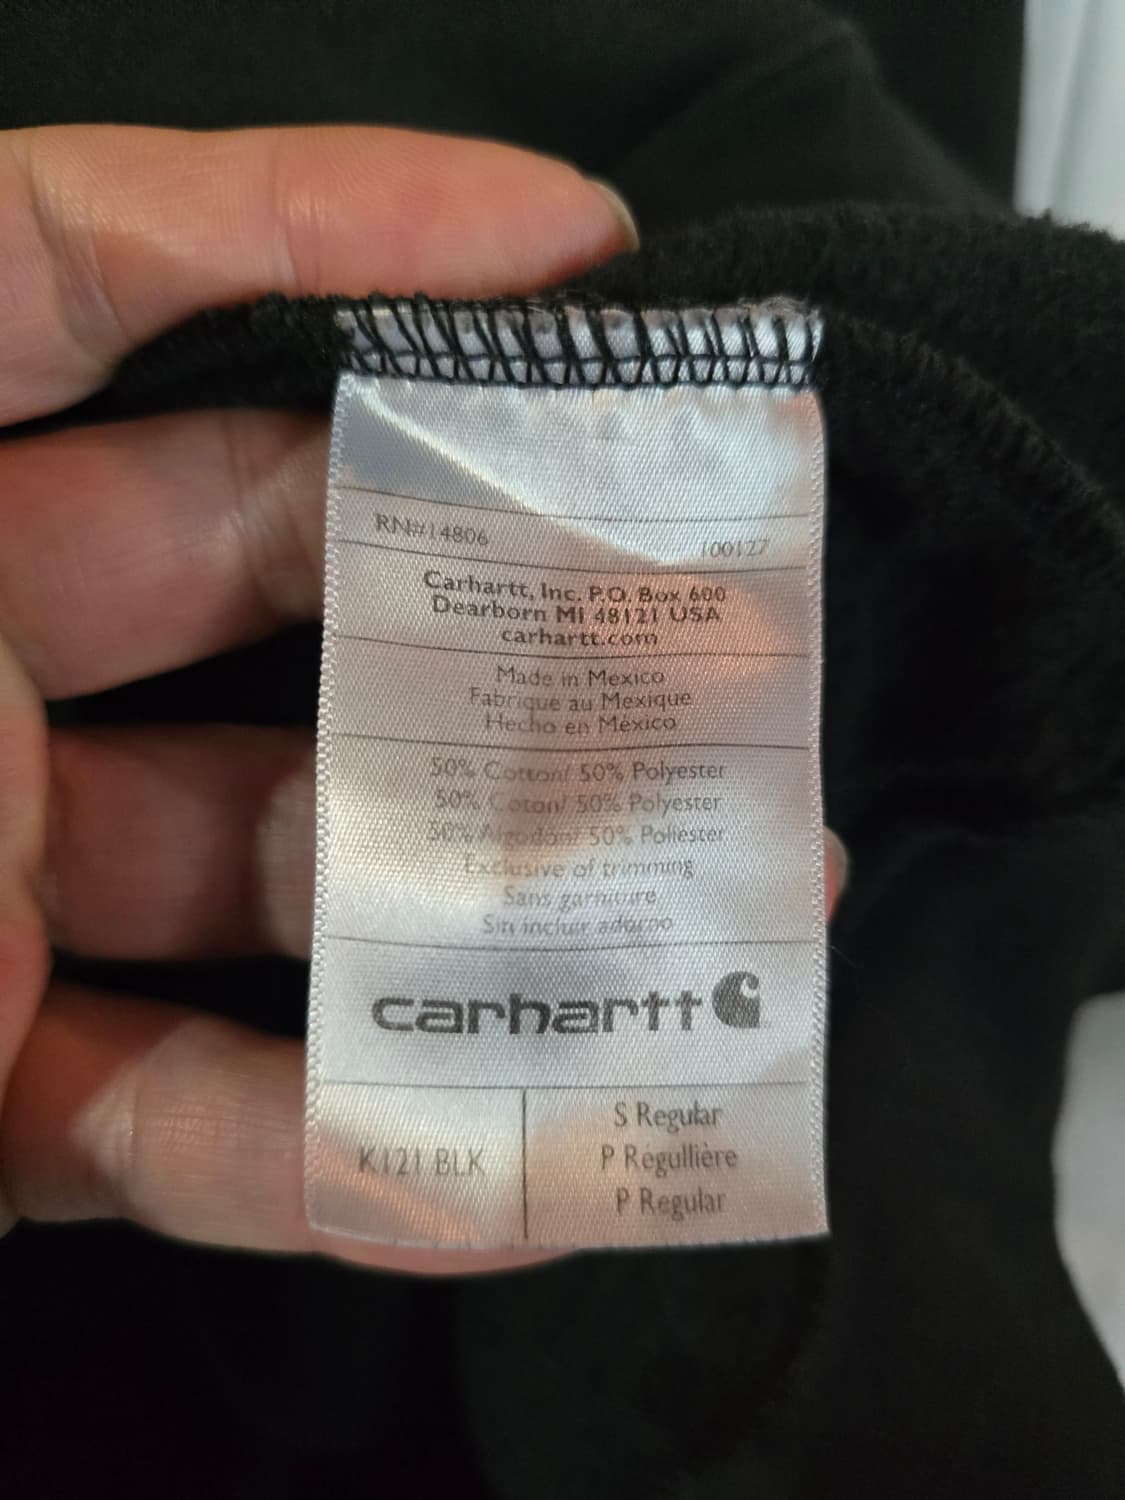 RN#14806 100127
Carhartt, Inc. P.O. Box 600
Dearborn MI 48121 USA
carhartt.com
Made in Mexico
Fabriqué au Mexique
Hecho en México
50% Cotton/ 50% Polyester
50% Coton/ 50% Polyester
50% Algodón/ 50% Poliester
Exclusive of trimming
Sans garniture
Sin incluir adorno
carhartt
K121 BLK
S Regular
P Régullière
P Regular